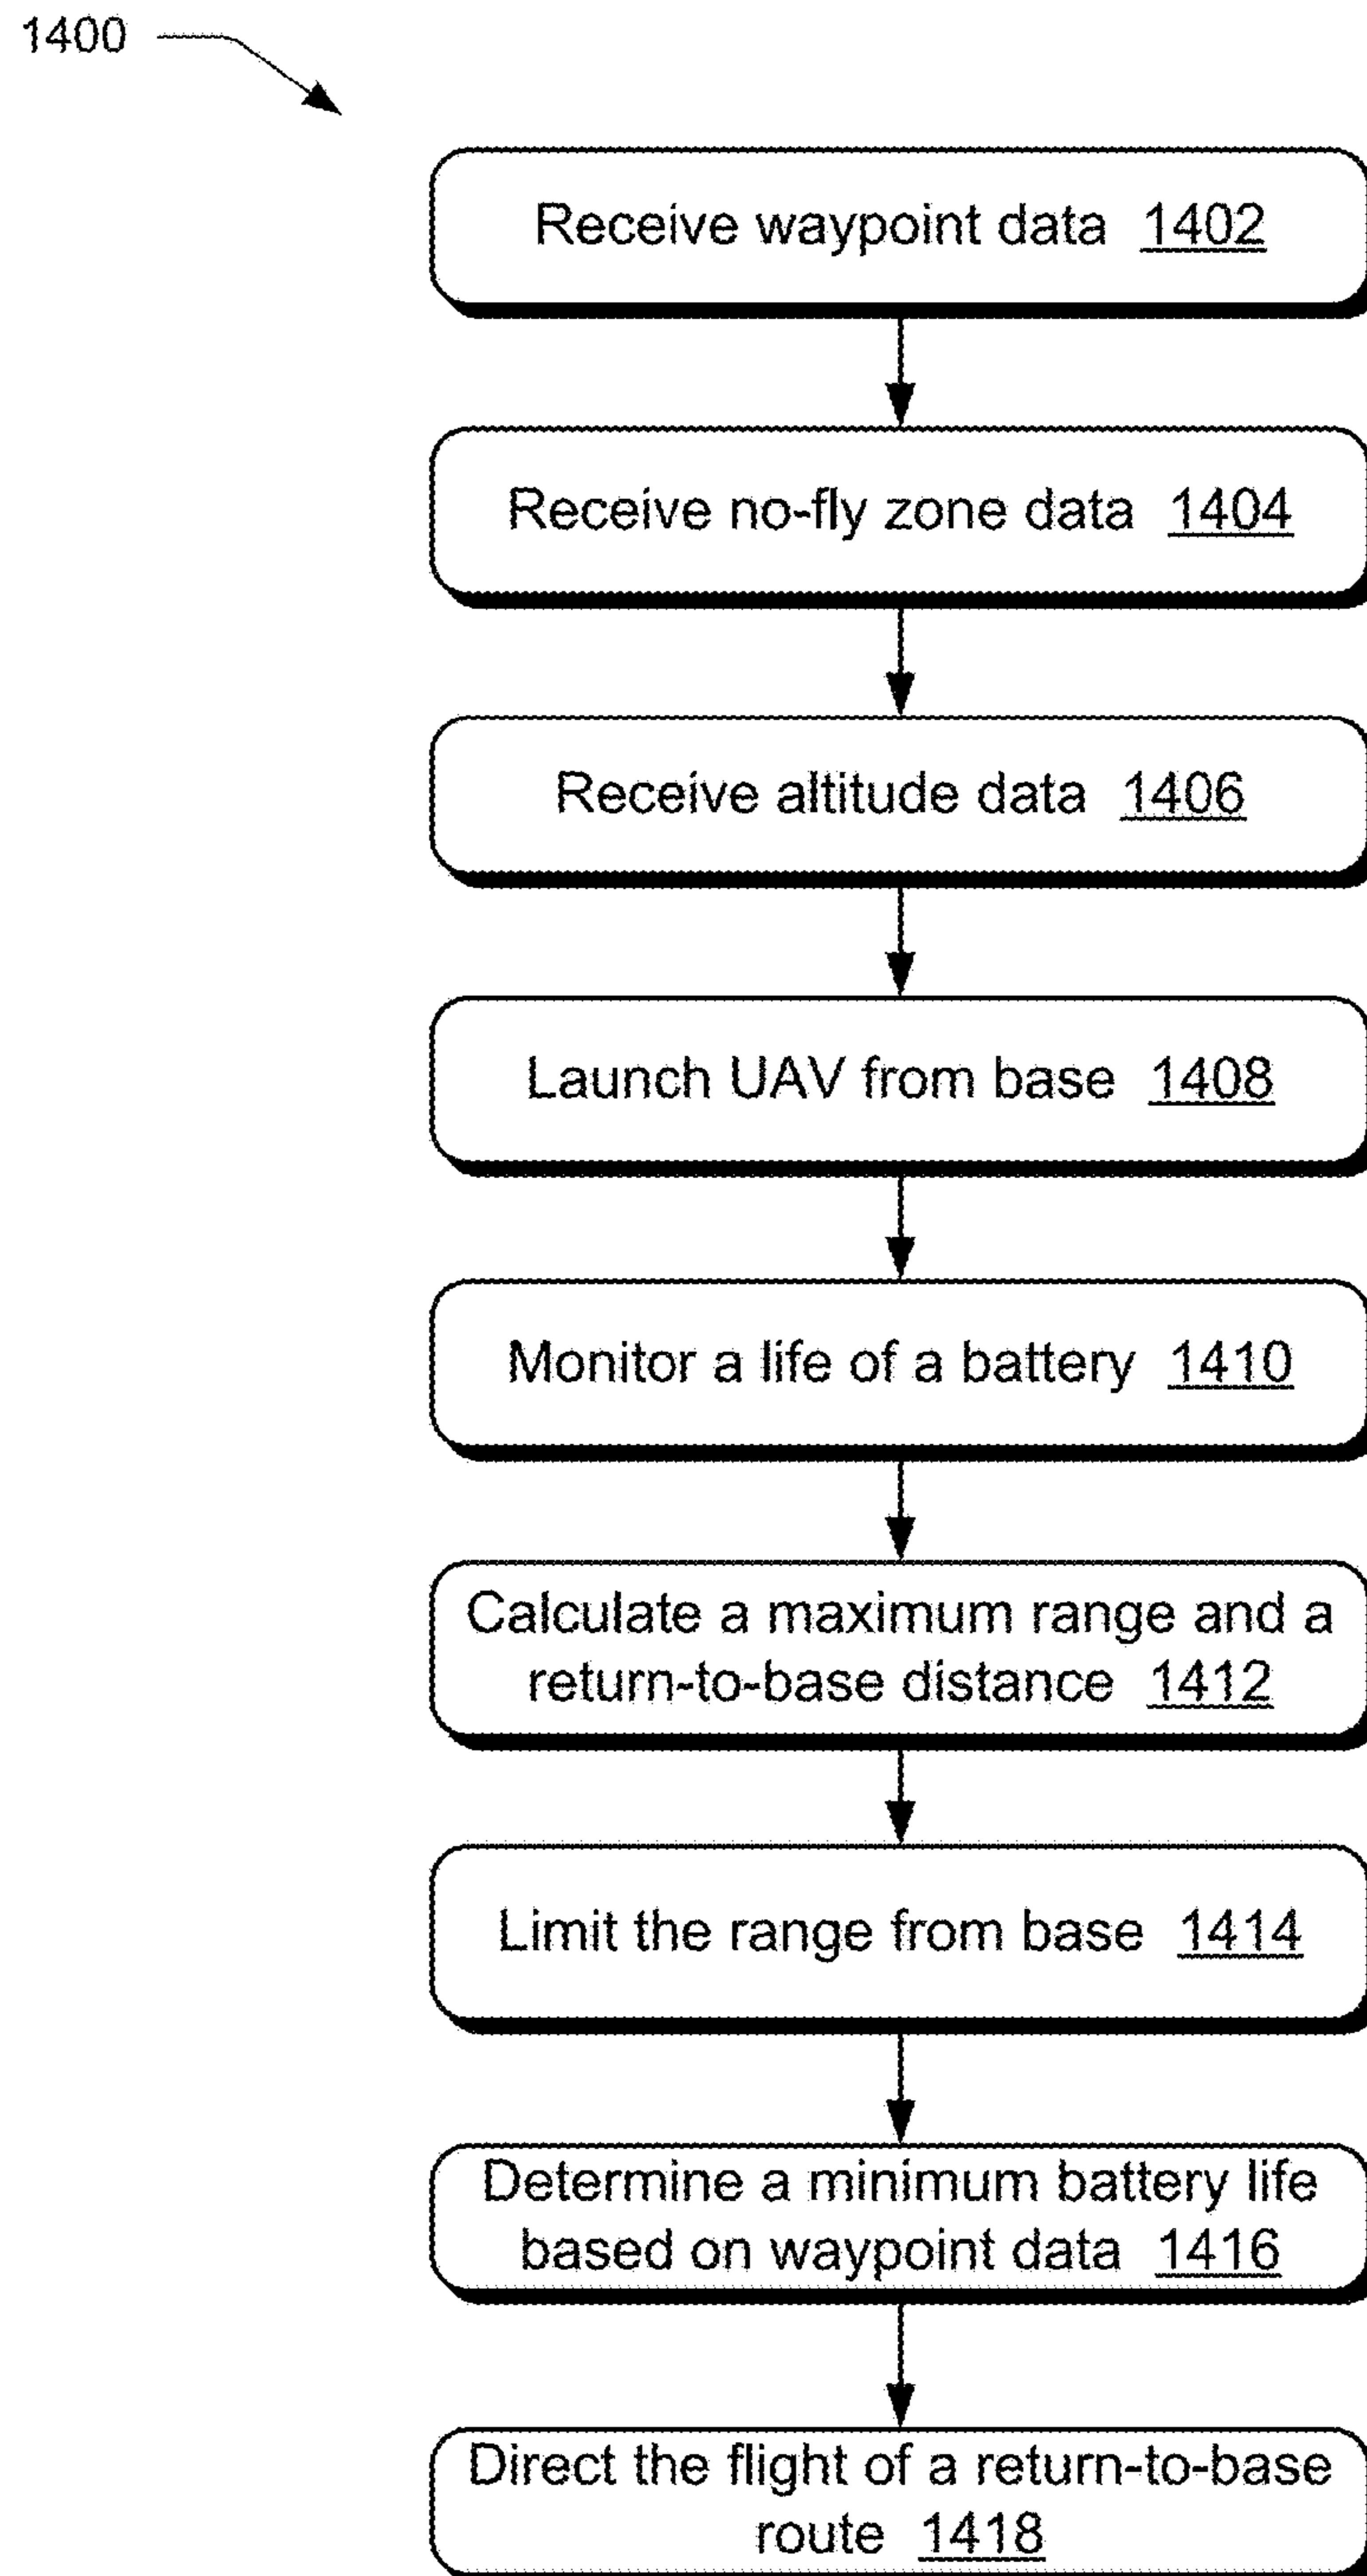 1400
Receive waypoint data 1402
Receive no-fly zone data 1404
Receive altitude data 1406
Launch UAV from base 1408
Monitor a life of a battery 1410
Calculate a maximum range and a
return-to-base distance 1412
Limit the range from base 1414
Determine a minimum battery life
based on waypoint data 1416
Direct the flight of a return-to-base
route 1418